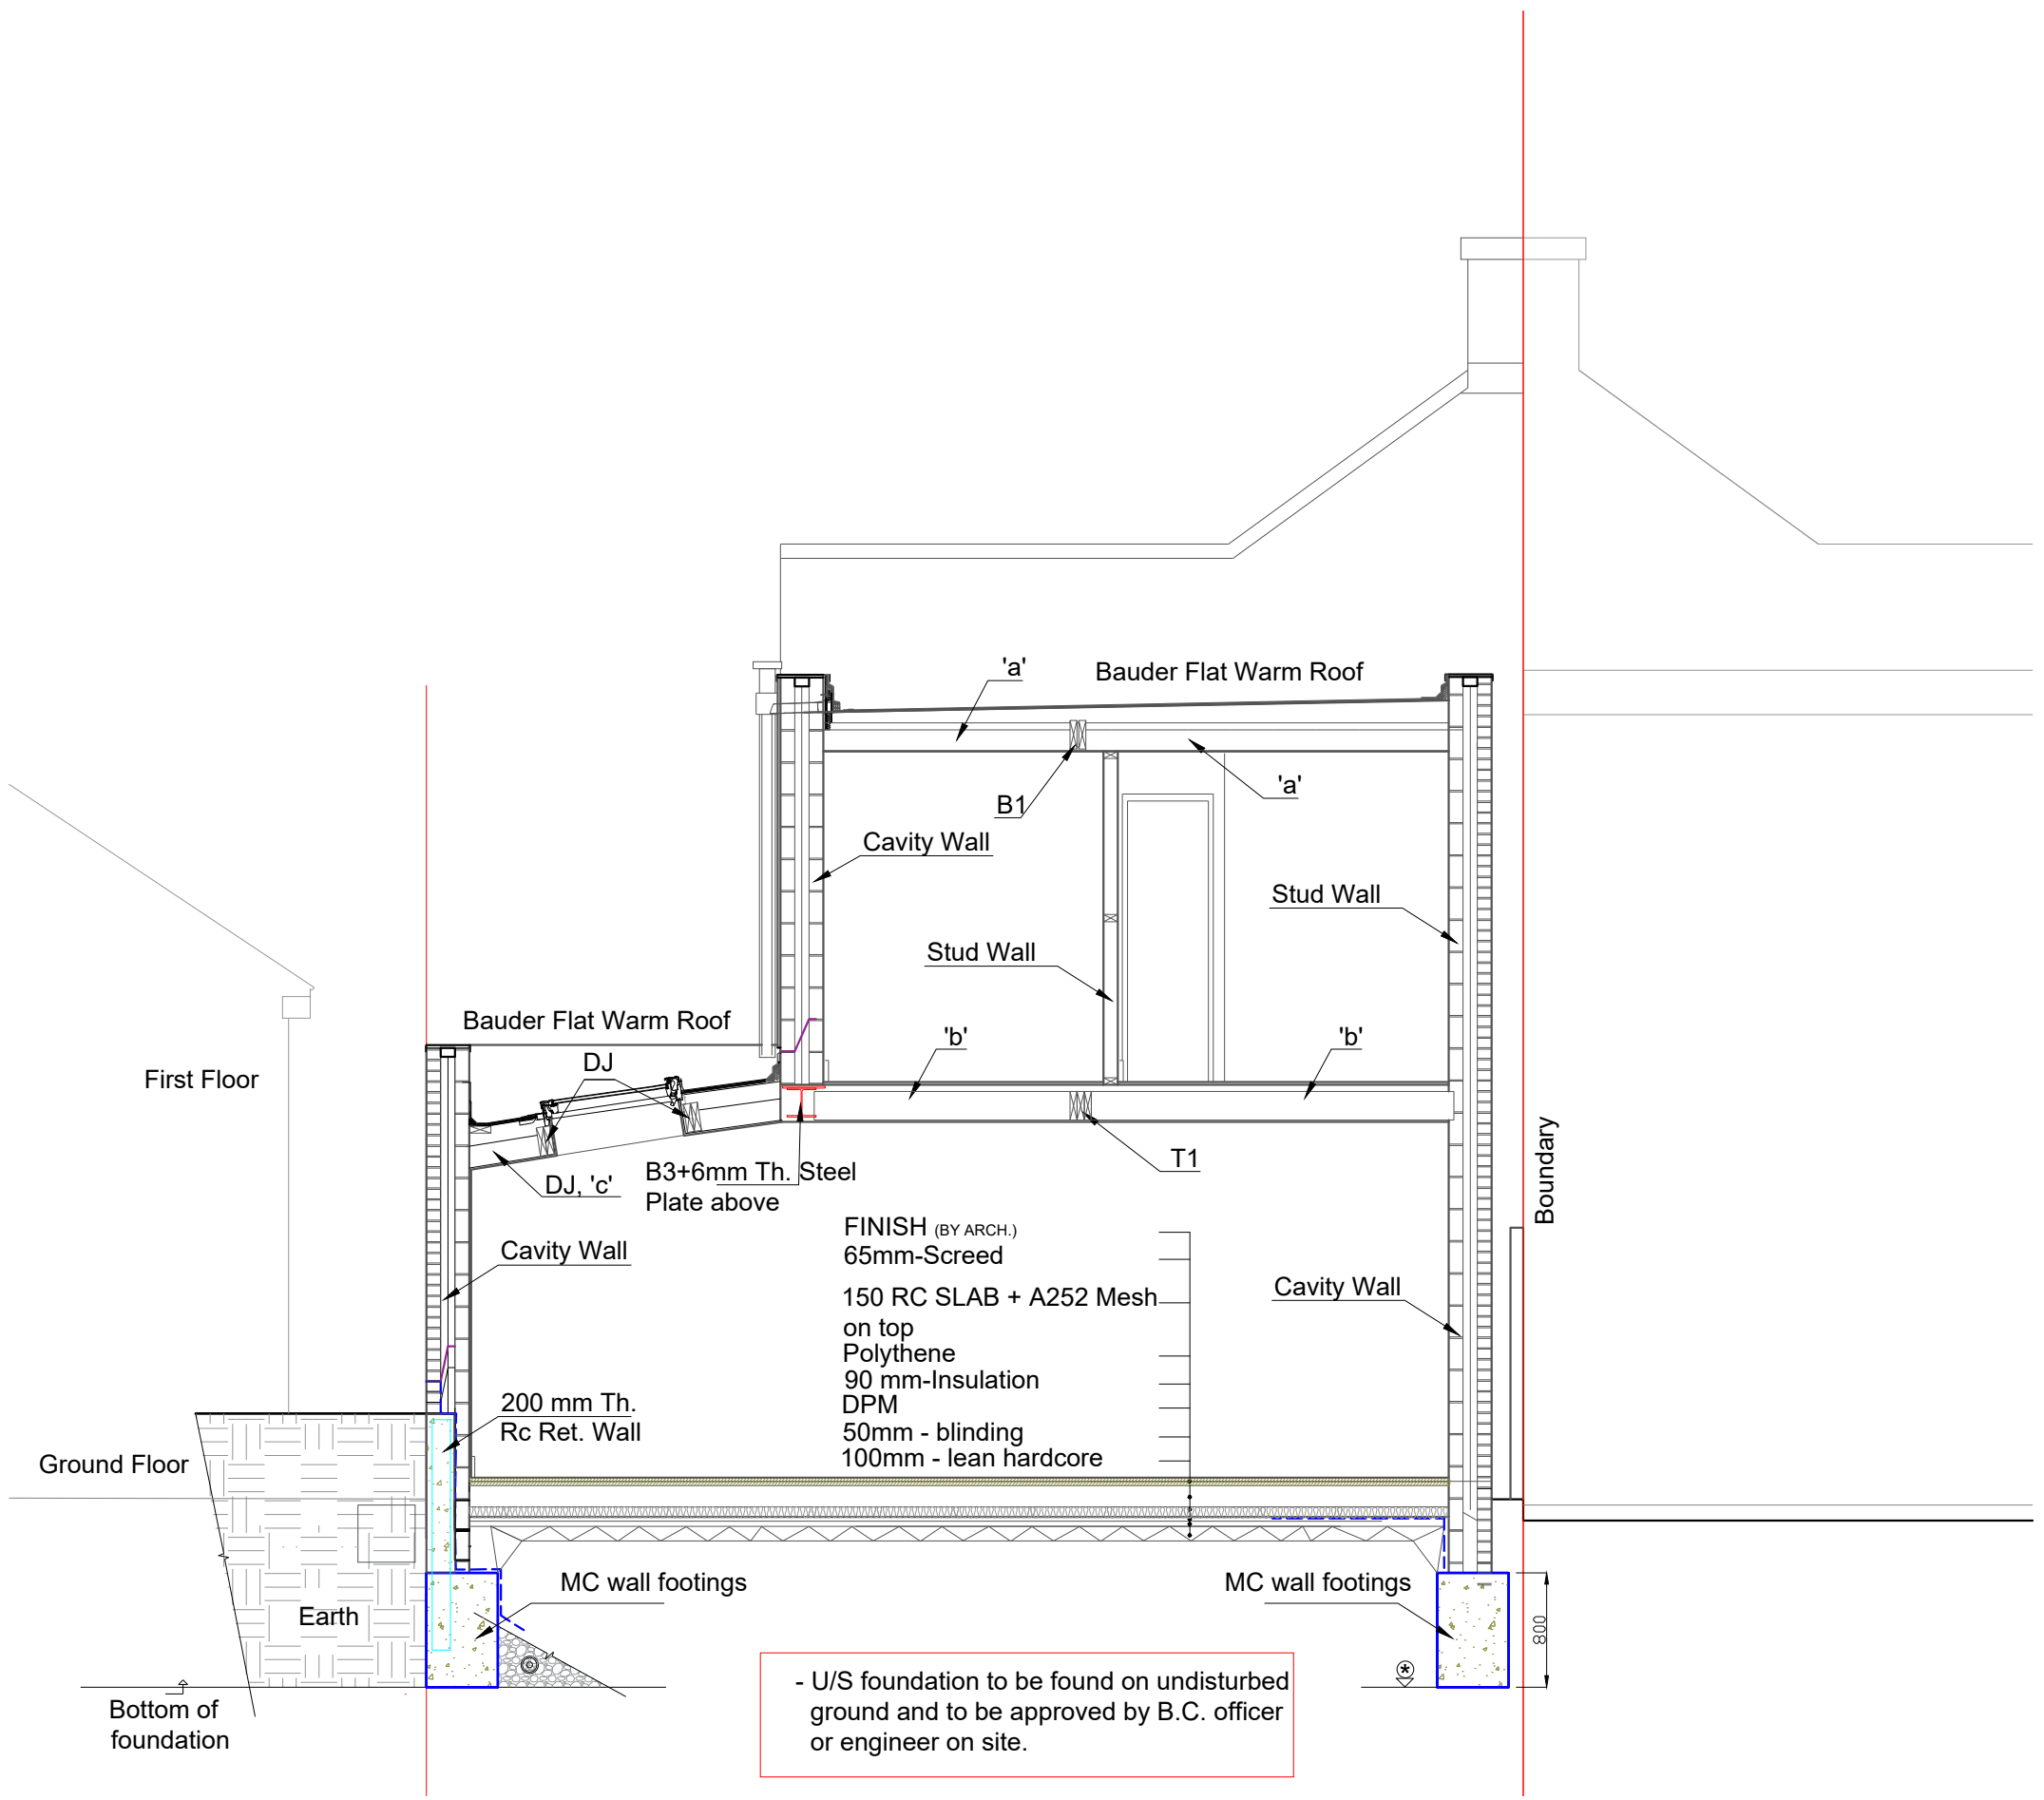 'a'
Bauder Flat Warm Roof
'a'
B1
Cavity Wall
Stud Wall
Stud Wall
Bauder Flat Warm Roof
'b'
'b'
DJ
First Floor
Boundary
T1
B3+6mm Th. Steel
Plate above
DJ, 'c'
FINISH (BY ARCH.)
65mm-Screed
Cavity Wall
Cavity Wall
150 RC SLAB + A252 Mesh
on top
Polythene
90 mm-Insulation
DPM
50mm - blinding
100mm - lean hardcore
200 mm Th.
Rc Ret. Wall
Ground Floor
MC wall footings
MC wall footings
Earth
800
*
- U/S foundation to be found on undisturbed
ground and to be approved by B.C. officer
or engineer on site.
Bottom of
foundation